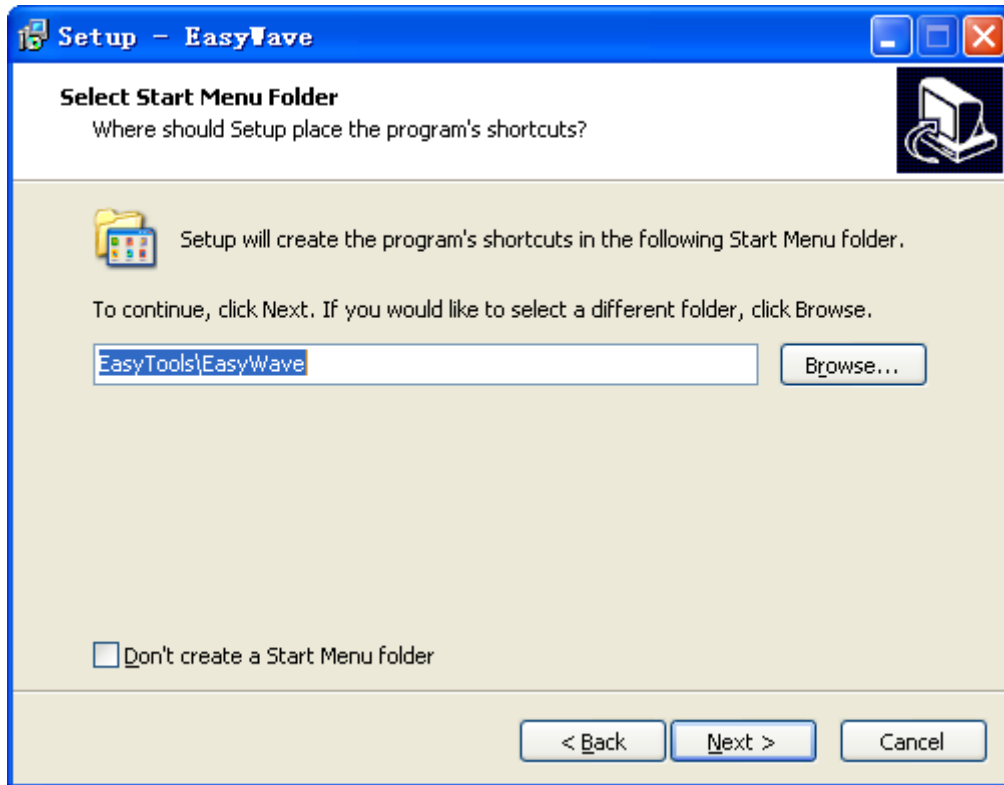 Setup - EasyWave
Select Start Menu Folder
Where should Setup place the program's shortcuts?
Setup will create the program's shortcuts in the following Start Menu folder.
To continue, click Next. If you would like to select a different folder, click Browse.
EasyTools\EasyWave
Browse...
Don't create a Start Menu folder
< Back
Next >
Cancel